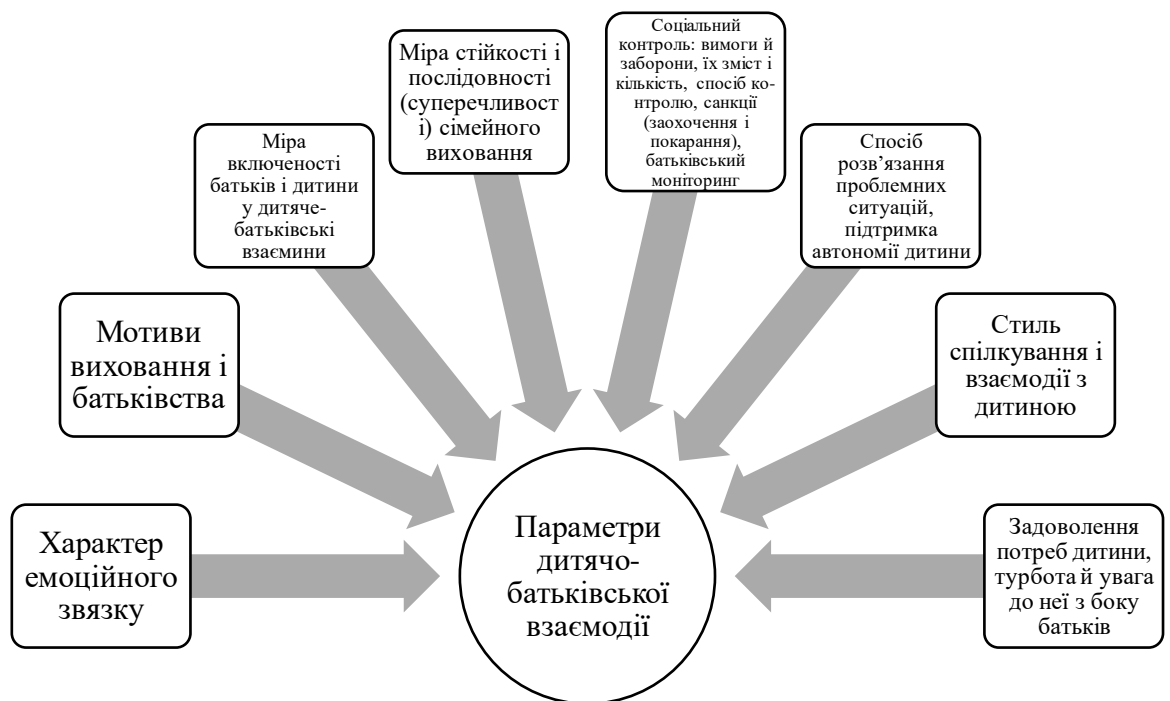 Характер
емоційного
звязку
Мотиви
виховання і
батьківства
Міра
включеності
батьків і дитини
у дитяче-
батьківські
взаємини
Міра стійкості і
послідовності
(суперечливост
і) сімейного
виховання
Соціальний
контроль: вимоги й
заборони, їх зміст і
кількість, спосіб ко-
нтролю, санкції
(заохочення і
покарання),
батьківський
моніторинг
Спосіб
розв’язання
проблемних
ситуацій,
підтримка
автономії дитини
Стиль
спілкування і
взаємодії з
дитиною
Задоволення
потреб дитини,
турбота й увага
до неї з боку
батьків
Параметри
дитячо-
батьківської
взаємодії